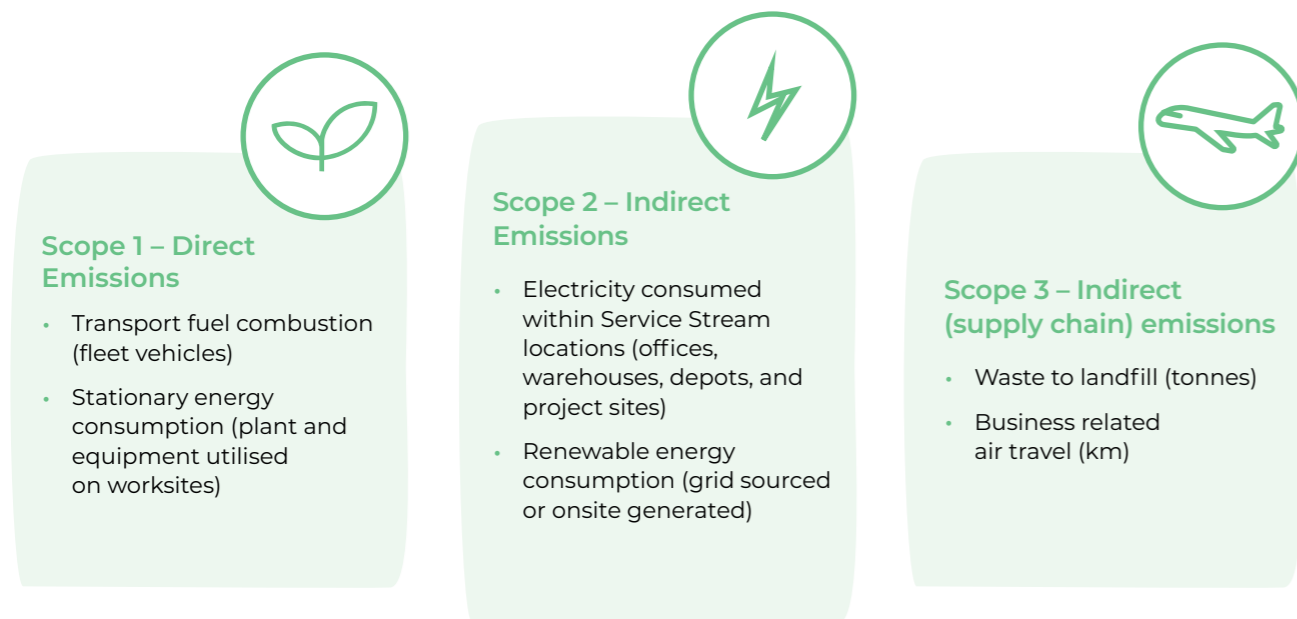 Scope 1 – Direct
Emissions
• Transport fuel combustion
(fleet vehicles)
• Stationary energy
consumption (plant and
equipment utilised
on worksites)
Scope 2 – Indirect
Emissions
• Electricity consumed
within Service Stream
locations (offices,
warehouses, depots, and
project sites)
• Renewable energy
consumption (grid sourced
or onsite generated)
Scope 3 – Indirect
(supply chain) emissions
• Waste to landfill (tonnes)
• Business related
air travel (km)